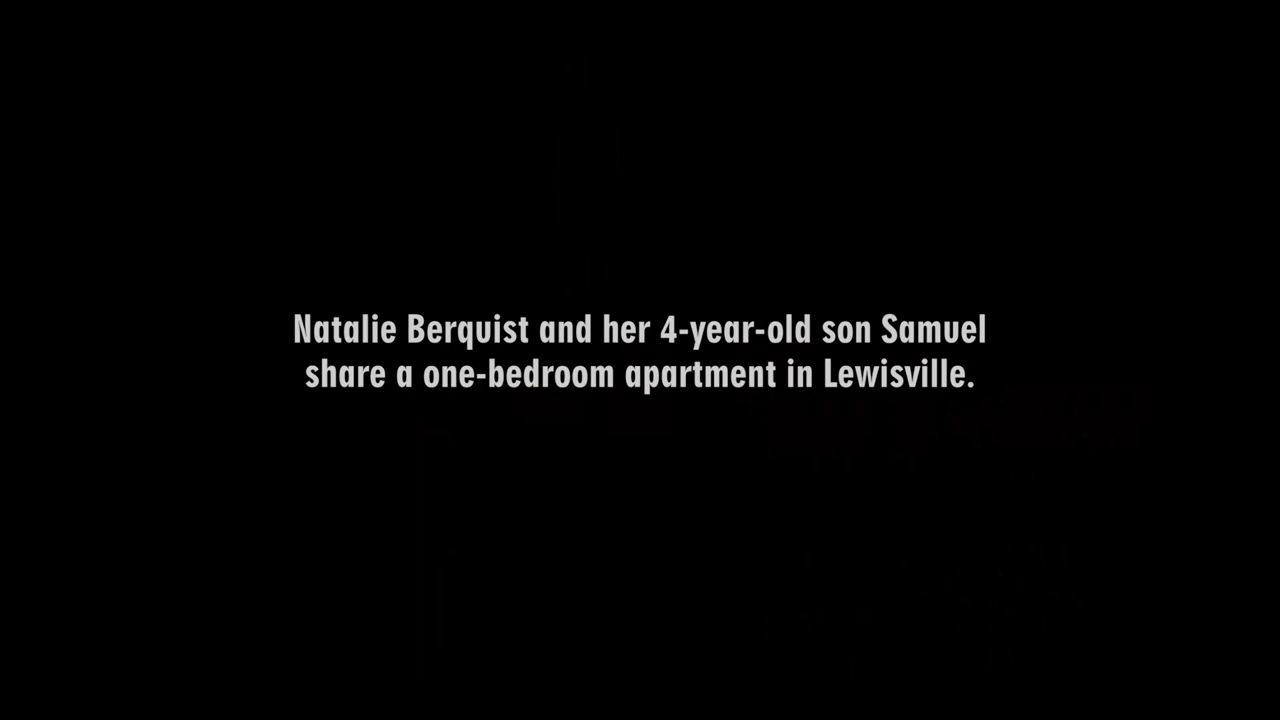 Natalie Berquist and her 4-year-old son Samuel
share a one-bedroom apartment in Lewisville.